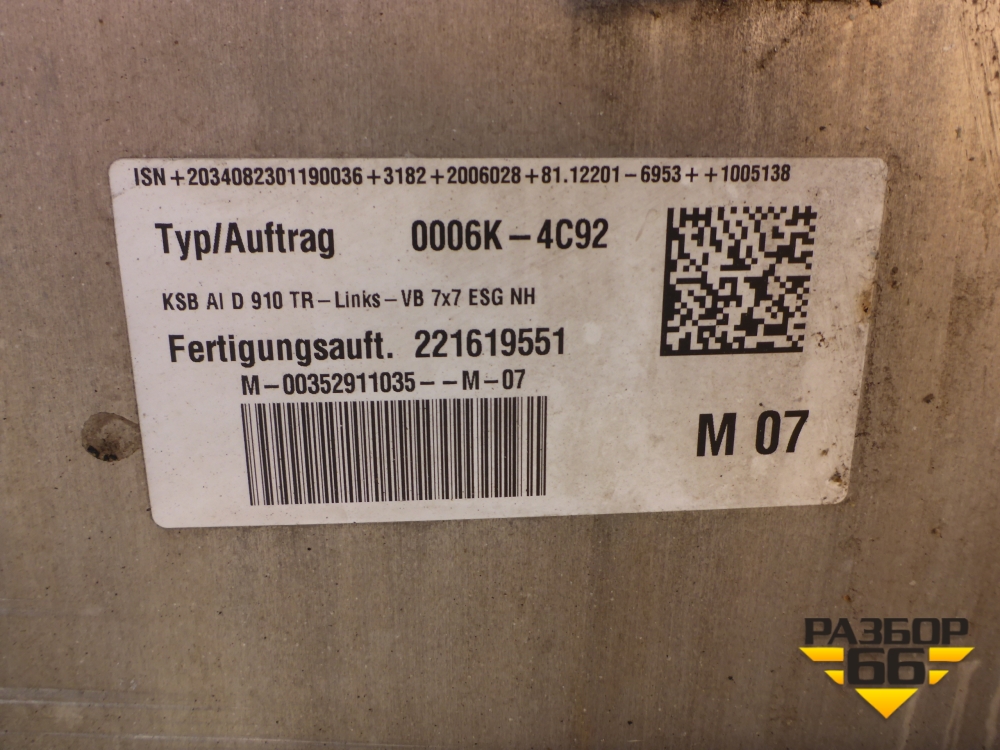 ISN+2034082301190036+3182+2006028+81.12201-6953++1005138
Typ/Auftrag 0006K-4C92
KSB Al D 910 TR-Links-VB 7x7 ESG NH
Fertigungsauft. 221619551
M-00352911035--M-07
M 07
РАЗБОР
66